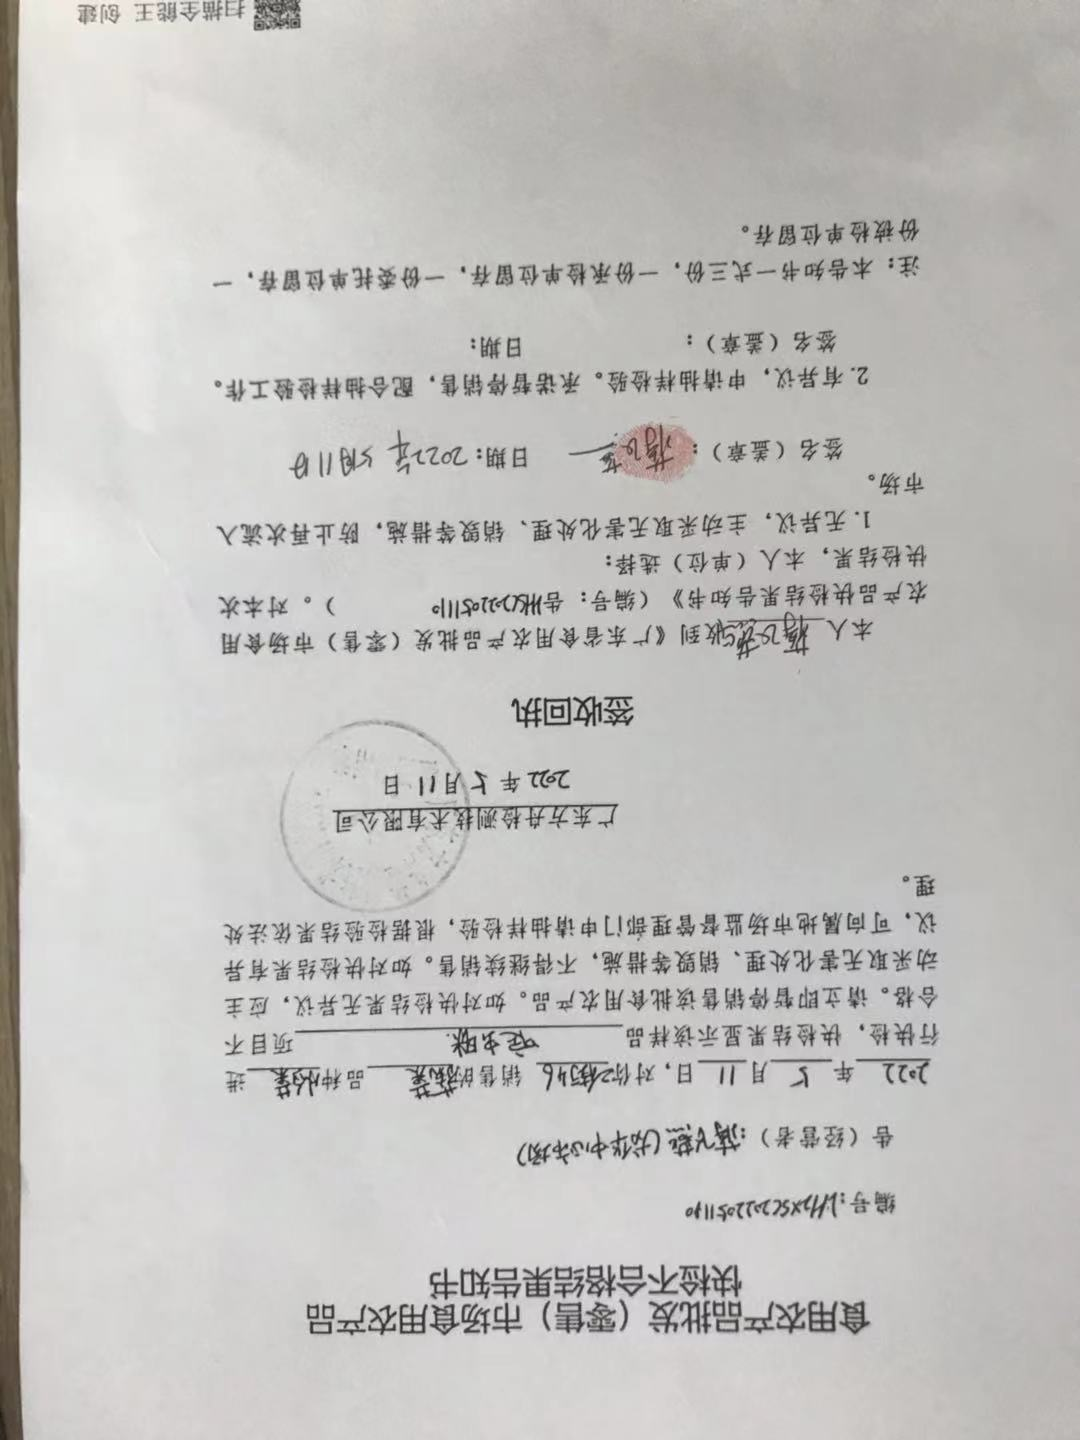 食用农产品批发（零售）市场食用农产品
快检不合格结果告知书
编号：
告（经营者）：（龙华中心市场）
2022 年 5 月 11 日，对你 销售的蔬菜 品种 进
行快检，快检结果显示该样品 啶虫脒 项目不
合格。请立即暂停销售该批食用农产品。如对快检结果无异议，应主
动采取无害化处理、销毁等措施，不得继续销售。如对快检结果有异
议，可向属地市场监督管理部门申请抽样检验，根据检验结果依法处
理。
广东方舟检测技术有限公司
2022 年 5 月 11 日
签收回执
本人 收到《广东省食用农产品批发（零售）市场食用
农产品快检结果告知书》（编号：告 ）。对本次
快检结果，本人（单位）选择：
1.无异议，主动采取无害化处理、销毁等措施，防止再次流入
市场。
签名（盖章）： 日期：2022年 5月11日
2.有异议，申请抽样检验。承诺暂停销售，配合抽样检验工作。
签名（盖章）： 日期：
注：本告知书一式三份，一份承检单位留存，一份委托单位留存，一
份被检单位留存。
扫描全能王 创建